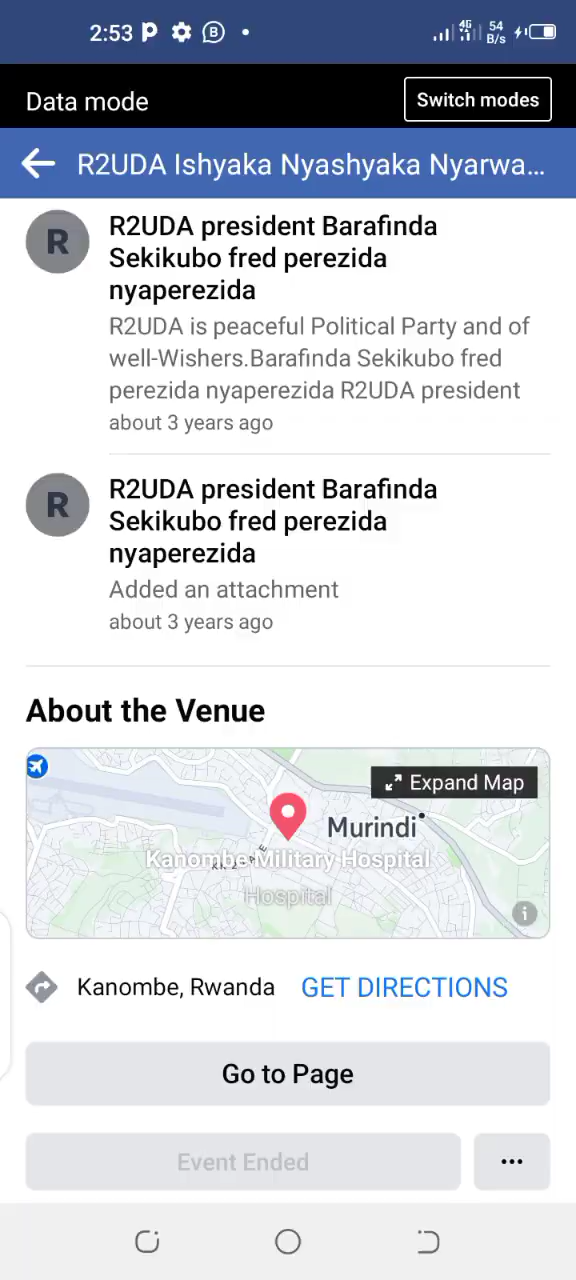 2:53
4G
54
B/s
Data mode
Switch modes
R2UDA Ishyaka Nyashyaka Nyarwa...
R
R2UDA president Barafinda
Sekikubo fred perezida
nyaperezida
R2UDA is peaceful Political Party and of
well-Wishers.Barafinda Sekikubo fred
perezida nyaperezida R2UDA president
about 3 years ago
R
R2UDA president Barafinda
Sekikubo fred perezida
nyaperezida
Added an attachment
about 3 years ago
About the Venue
Expand Map
Murindi
Kanombe Military Hospital
Hospital
Kanombe, Rwanda GET DIRECTIONS
Go to Page
Event Ended
...